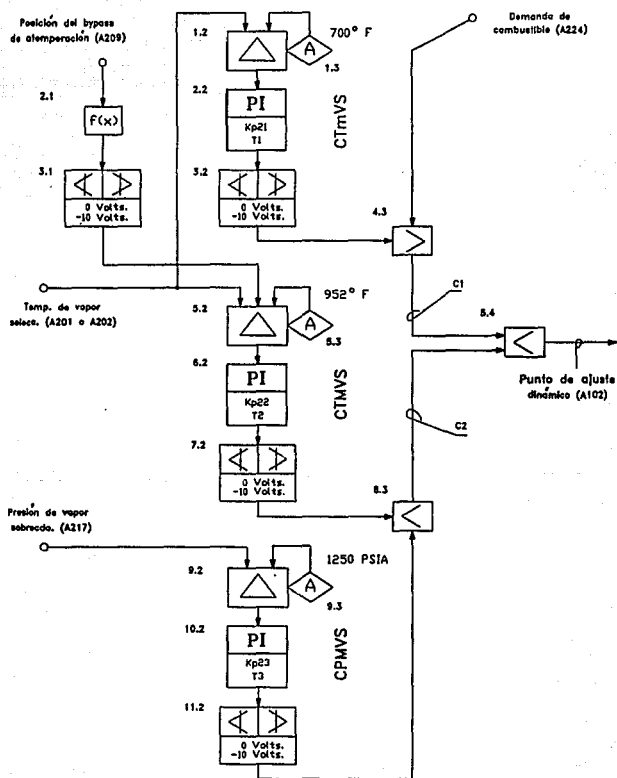 Posición del bypass
de atemperación (A209)
2.1
f(x)
3.1
0 Volts.
-10 Volts.
1.2
700° F
A
1.3
2.2
PI
Kp21
T1
CTmVS
3.2
0 Volts.
-10 Volts.
Demanda de
combustible (A224)
4.3
>
C1
Temp. de vapor
selecc. (A201 o A202)
5.2
952° F
A
5.3
6.2
PI
Kp22
T2
CTMVS
7.2
0 Volts.
-10 Volts.
8.4
<
Punto de ajuste
dinámico (A102)
C2
8.3
<
Presión de vapor
sobrecda. (A217)
9.2
1250 PSIA
A
9.3
10.2
PI
Kp23
T3
CPMVS
11.2
0 Volts.
-10 Volts.